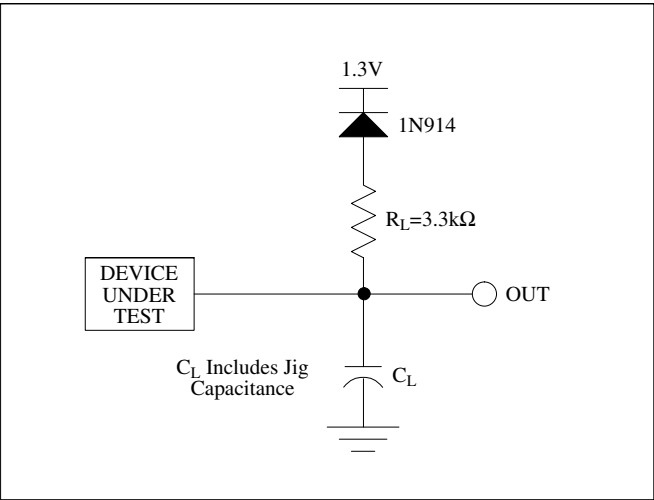 1.3V
1N914
R_L=3.3kΩ
DEVICE
UNDER
TEST
OUT
C_L Includes Jig
Capacitance
C_L